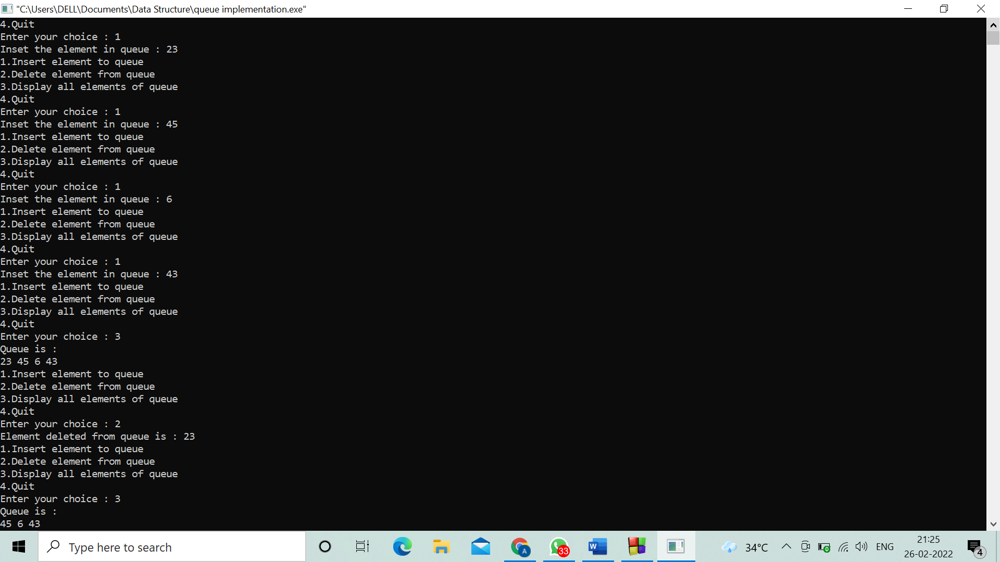 "C:\Users\DELL\Documents\Data Structure\queue implementation.exe"
4.Quit
Enter your choice : 1
Inset the element in queue : 23
1.Insert element to queue
2.Delete element from queue
3.Display all elements of queue
4.Quit
Enter your choice : 1
Inset the element in queue : 45
1.Insert element to queue
2.Delete element from queue
3.Display all elements of queue
4.Quit
Enter your choice : 1
Inset the element in queue : 6
1.Insert element to queue
2.Delete element from queue
3.Display all elements of queue
4.Quit
Enter your choice : 1
Inset the element in queue : 43
1.Insert element to queue
2.Delete element from queue
3.Display all elements of queue
4.Quit
Enter your choice : 3
Queue is :
23 45 6 43
1.Insert element to queue
2.Delete element from queue
3.Display all elements of queue
4.Quit
Enter your choice : 2
Element deleted from queue is : 23
1.Insert element to queue
2.Delete element from queue
3.Display all elements of queue
4.Quit
Enter your choice : 3
Queue is :
45 6 43
Type here to search
A
33
W
34°C
ENG
21:25
26-02-2022
4